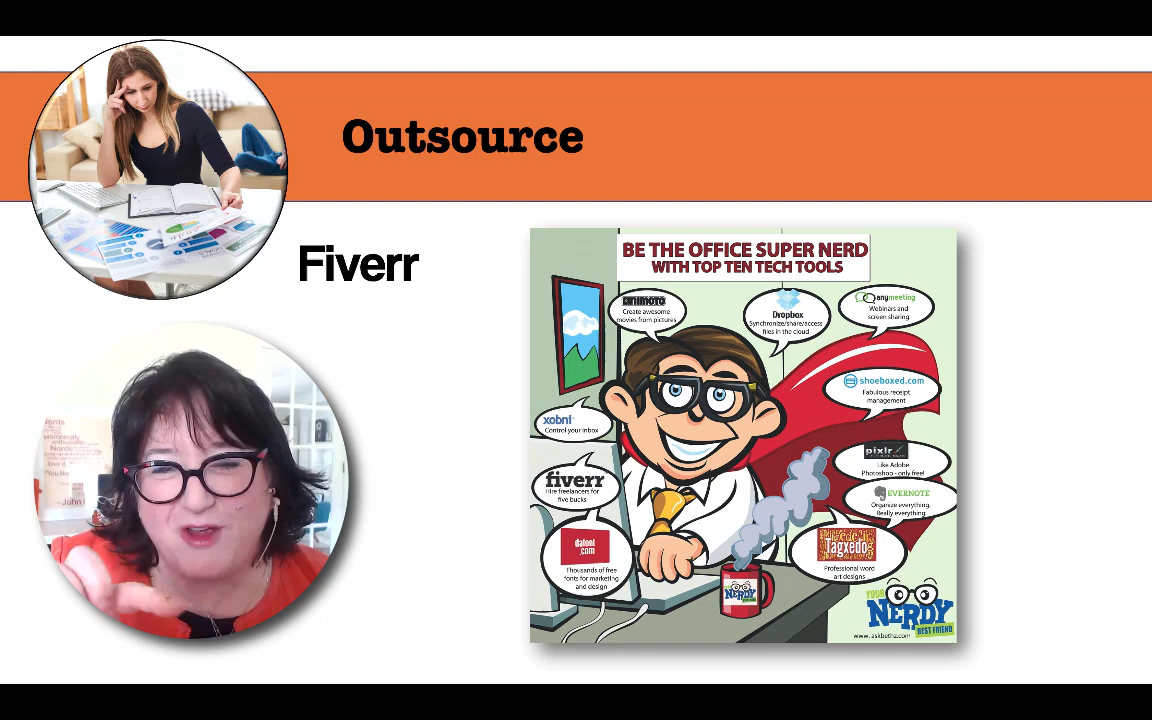 Outsource
Fiverr
BE THE OFFICE SUPER NERD
WITH TOP TEN TECH TOOLS
animoto
Create awesome
movies from pictures
Dropbox
Synchronize/share/access
files in the cloud
anymeeting
Webinars and
screen sharing
shoeboxed.com
Fabulous receipt
management
xobni
Control your inbox
pixlr
Like Adobe
Photoshop - only free!
fiverr
Hire freelancers for
five bucks
EVERNOTE
Organize everything.
Really everything.
dafont
.com
Thousands of free
fonts for marketing
and design
Tagxedo
Professional word
art designs
NERDY
YOUR
NERDY
BEST FRIEND
www.askbethz.com